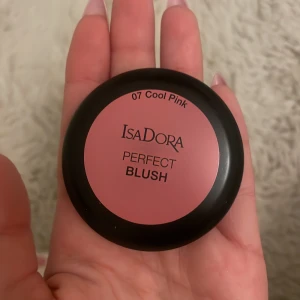 07 Cool Pink
ISADORA
PERFECT
BLUSH